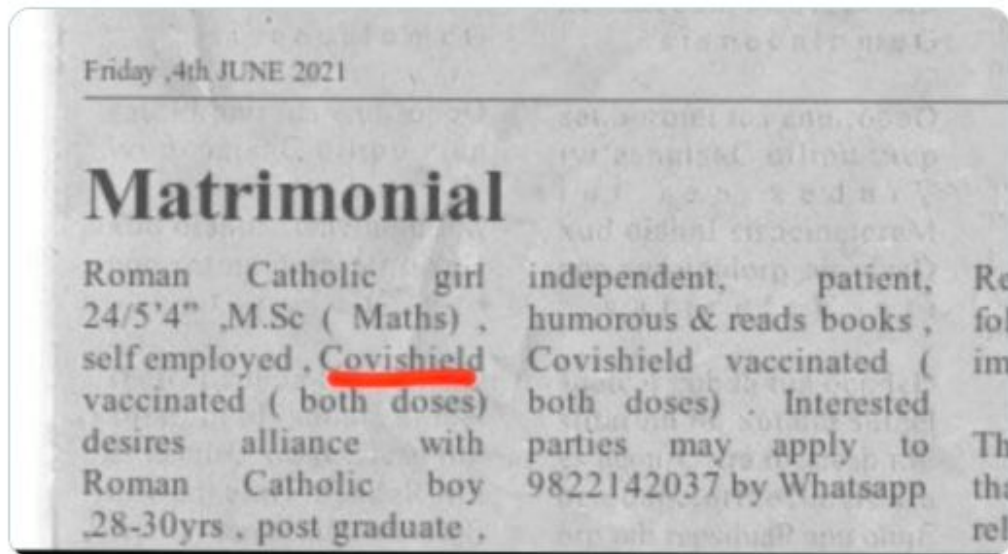 Friday ,4th JUNE 2021
Matrimonial
Roman Catholic girl
24/5'4” ,M.Sc ( Maths) ,
self employed , Covishield
vaccinated ( both doses)
desires alliance with
Roman Catholic boy
,28-30yrs , post graduate ,
independent, patient,
humorous & reads books ,
Covishield vaccinated (
both doses) . Interested
parties may apply to
9822142037 by Whatsapp